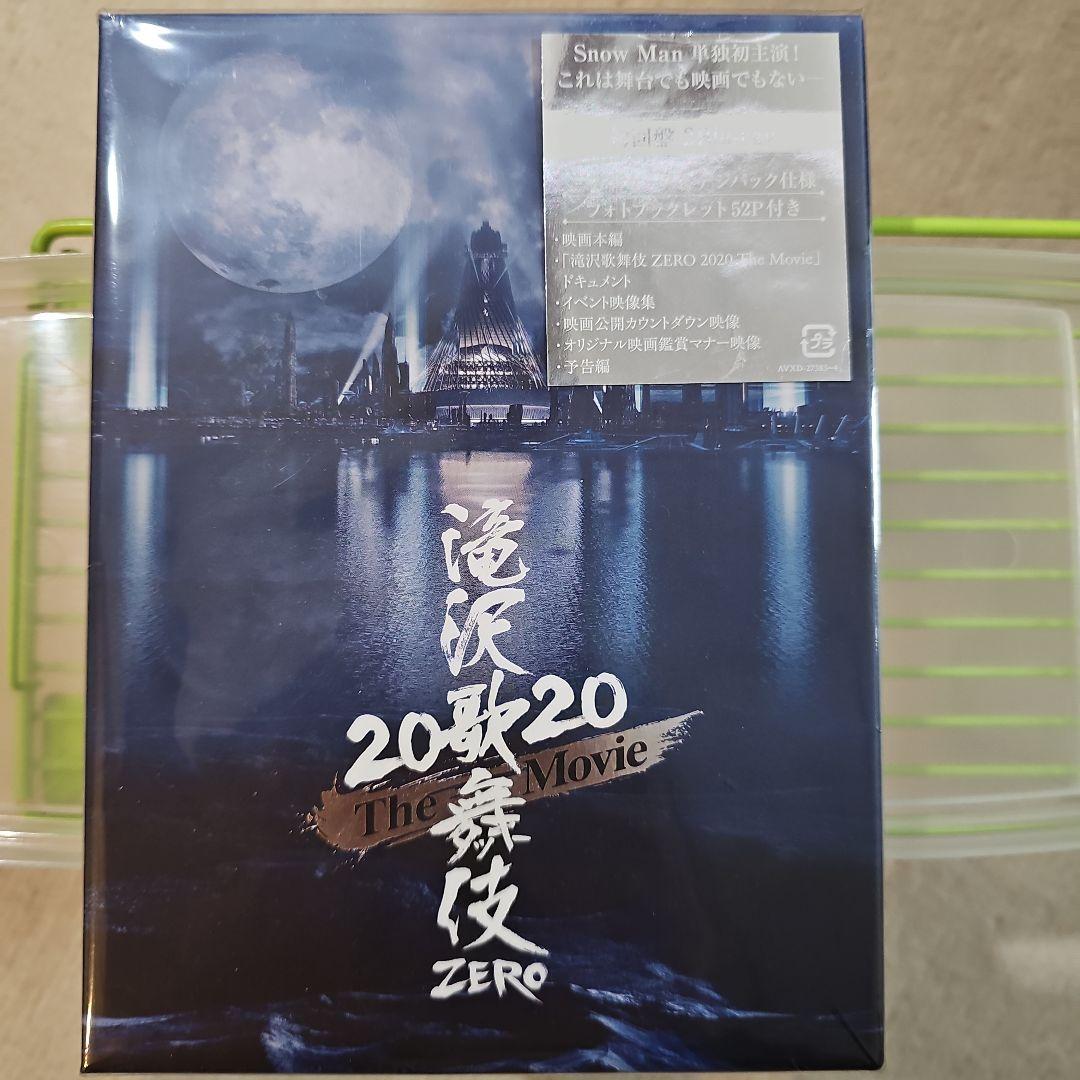 Snow Man 単独初主演!
これは舞台でも映画でもない―
回盤
パック仕様
フォトブックレット52P付き
・映画本編
・「滝沢歌舞伎 ZERO 2020 The Movie」
ドキュメント
・イベント映像集
・映画公開カウントダウン映像
・オリジナル映画鑑賞マナー映像
・予告編
プラ
滝沢歌舞伎
2020
The Movie
ZERO